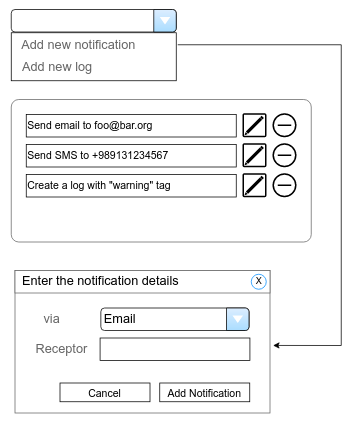 Add new notification
Add new log
Send email to foo@bar.org
Send SMS to +989131234567
Create a log with "warning" tag
Enter the notification details X
via Email
Receptor
Cancel Add Notification